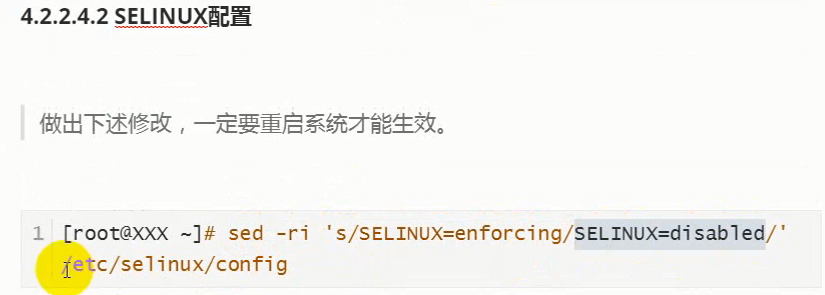 4.2.2.4.2 SELINUX配置
做出下述修改，一定要重启系统才能生效。
1 [root@XXX ~]# sed -ri 's/SELINUX=enforcing/SELINUX=disabled/'
/etc/selinux/config